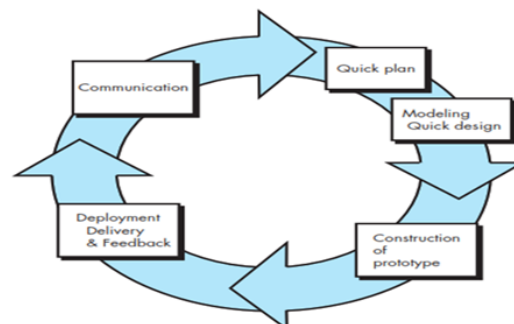 Communication
Quick plan
Modeling
Quick design
Construction
of
prototype
Deployment
Delivery
& Feedback